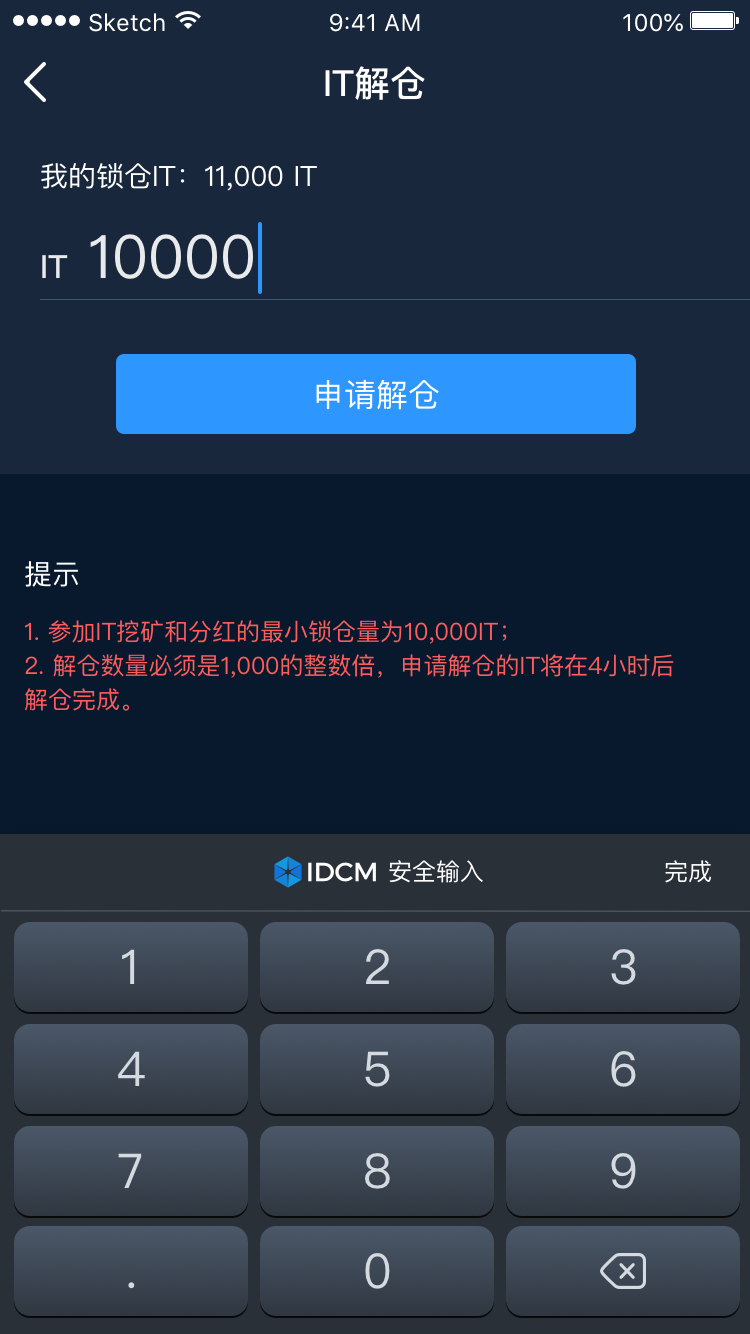 Sketch 9:41 AM 100%
IT解仓
我的锁仓IT：11,000 IT
IT 10000
申请解仓
提示
1. 参加IT挖矿和分红的最小锁仓量为10,000IT；
2. 解仓数量必须是1,000的整数倍，申请解仓的IT将在4小时后
解仓完成。
IDCM 安全输入 完成
1 2 3
4 5 6
7 8 9
. 0